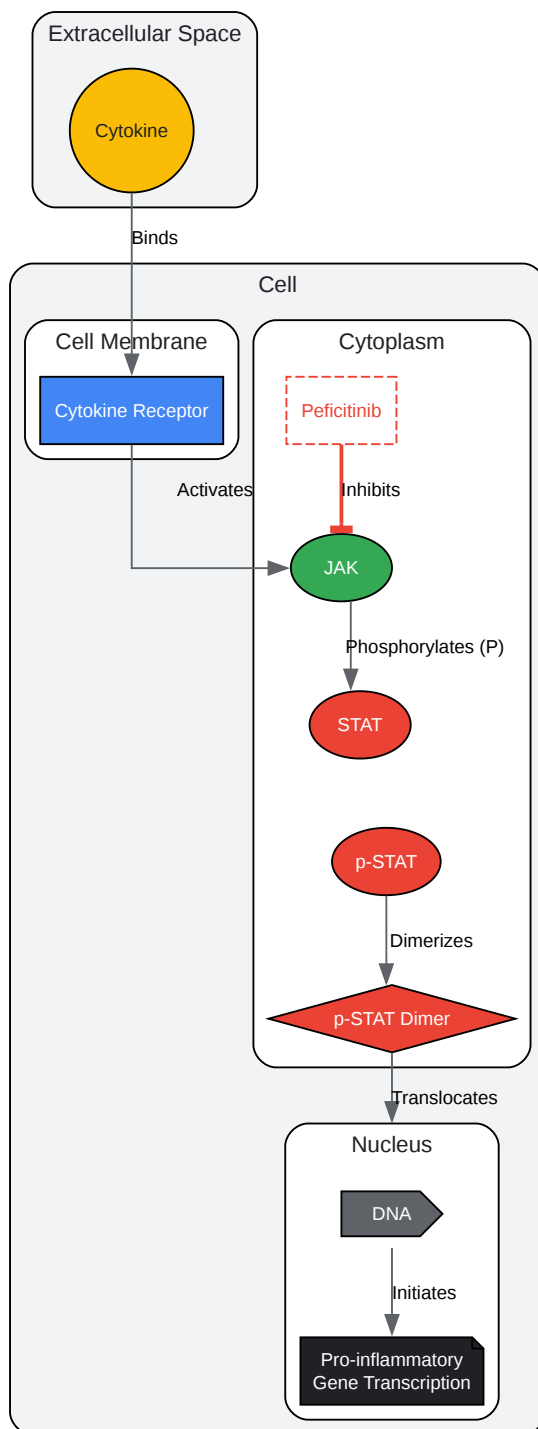 Extracellular Space
Cytokine
Binds
Cell
Cell Membrane
Cytokine Receptor
Activates
Cytoplasm
Peficitinib
Inhibits
JAK
Phosphorylates (P)
STAT
p-STAT
Dimerizes
p-STAT Dimer
Translocates
Nucleus
DNA
Initiates
Pro-inflammatory
Gene Transcription